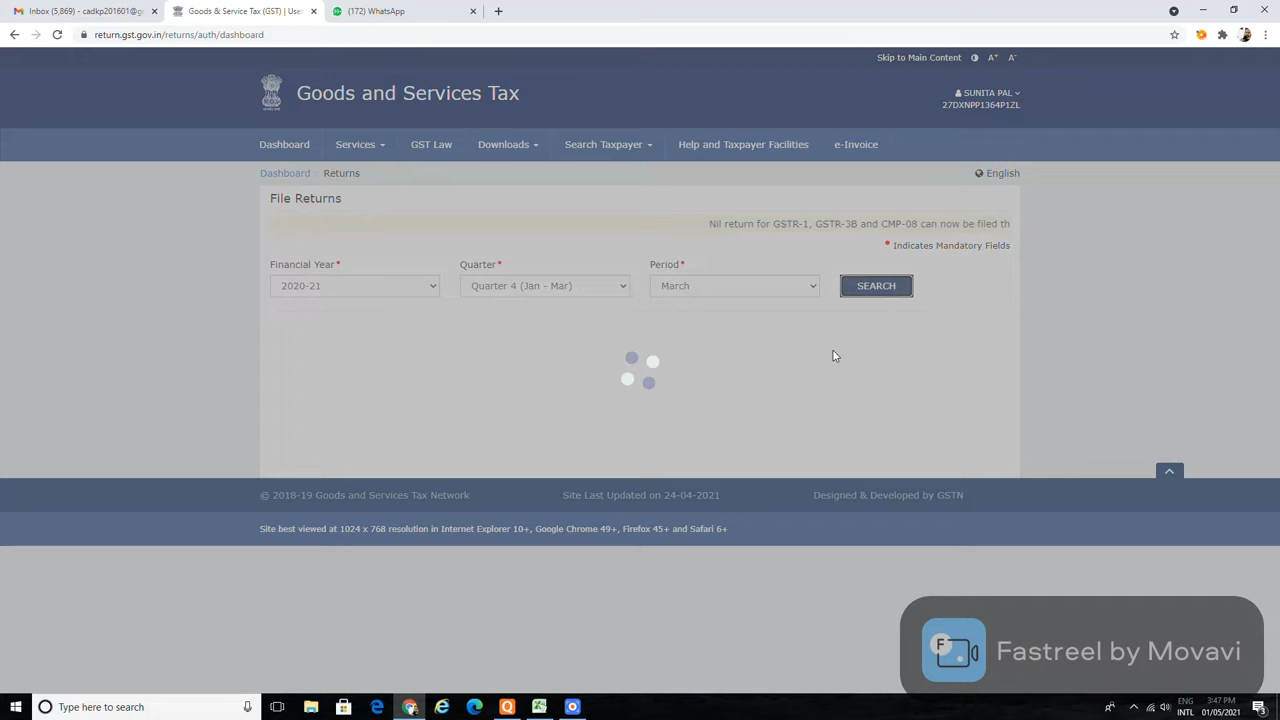 Inbox (5,869) - cadkp201601@g
Goods & Service Tax (GST) | Use
(172) WhatsApp
return.gst.gov.in/returns/auth/dashboard
Skip to Main Content A+ A-
Goods and Services Tax
SUNITA PAL
27DXNPP1364P1ZL
Dashboard Services GST Law Downloads Search Taxpayer Help and Taxpayer Facilities e-Invoice
Dashboard Returns English
File Returns
Nil return for GSTR-1, GSTR-3B and CMP-08 can now be filed th
* Indicates Mandatory Fields
Financial Year* Quarter* Period*
2020-21 Quarter 4 (Jan - Mar) March SEARCH
© 2018-19 Goods and Services Tax Network Site Last Updated on 24-04-2021 Designed & Developed by GSTN
Site best viewed at 1024 x 768 resolution in Internet Explorer 10+, Google Chrome 49+, Firefox 45+ and Safari 6+
F Fastreel by Movavi
Type here to search
ENG 3:47 PM
INTL 01/05/2021